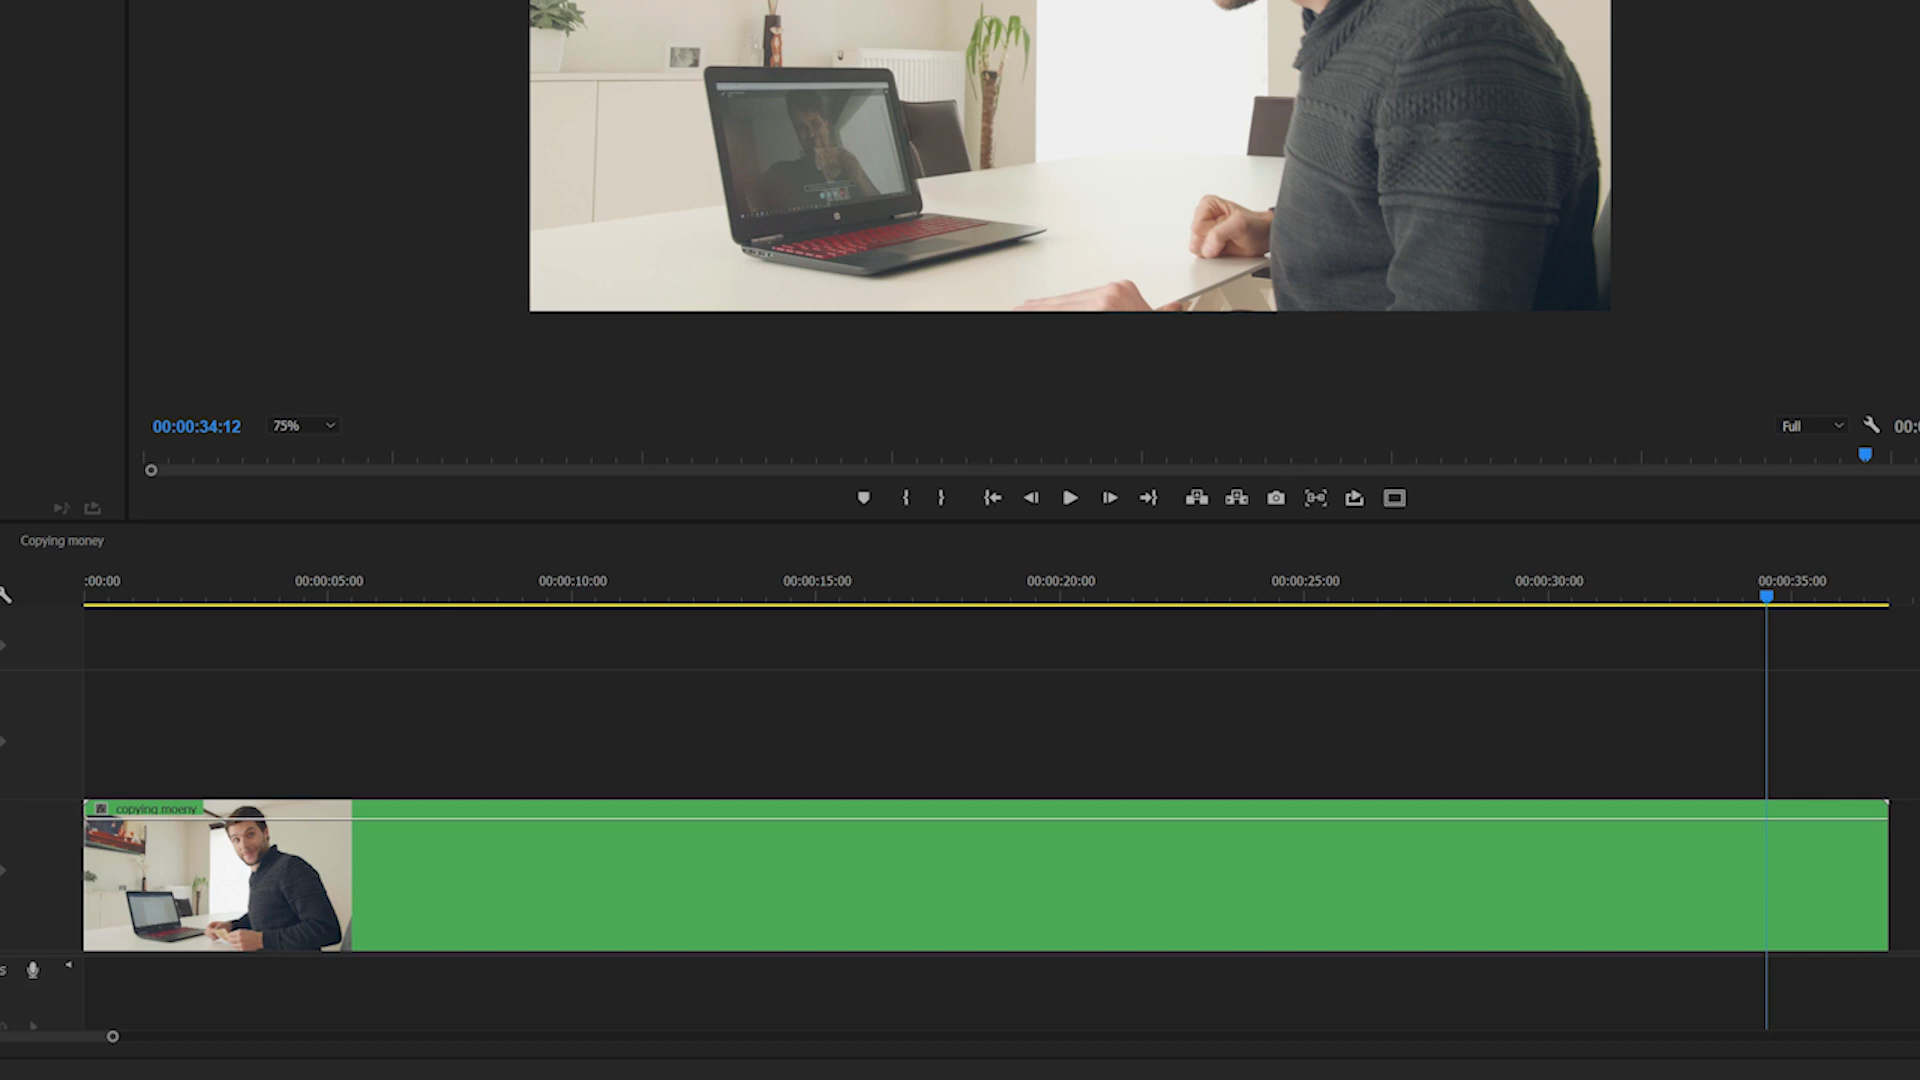 00:00:34:12
75%
Full
00:
Copying money
:00:00
00:00:05:00
00:00:10:00
00:00:15:00
00:00:20:00
00:00:25:00
00:00:30:00
00:00:35:00
copying moeny
S